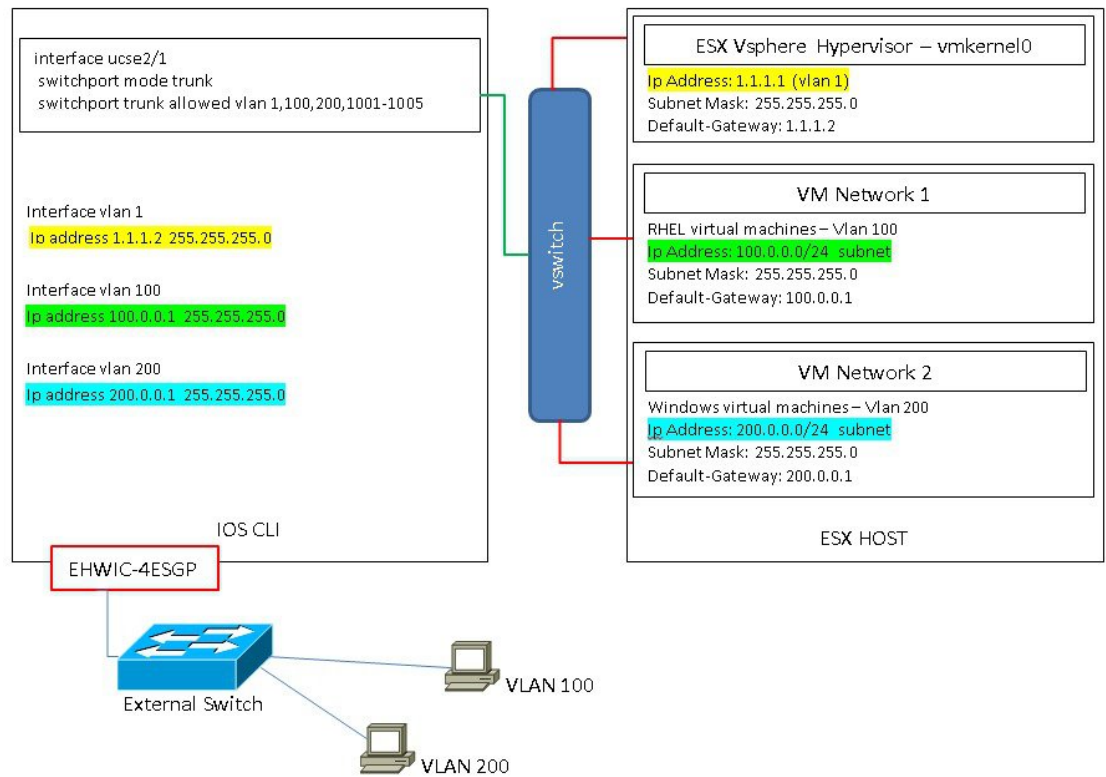 interface ucse2/1
switchport mode trunk
switchport trunk allowed vlan 1,100,200,1001-1005
Interface vlan 1
Ip address 1.1.1.2 255.255.255.0
Interface vlan 100
Ip address 100.0.0.1 255.255.255.0
Interface vlan 200
Ip address 200.0.0.1 255.255.255.0
IOS CLI
EHWIC-4ESGP
External Switch
VLAN 100
VLAN 200
vswitch
ESX Vsphere Hypervisor – vmkernel0
Ip Address: 1.1.1.1 (vlan 1)
Subnet Mask: 255.255.255.0
Default-Gateway: 1.1.1.2
VM Network 1
RHEL virtual machines – Vlan 100
Ip Address: 100.0.0.0/24 subnet
Subnet Mask: 255.255.255.0
Default-Gateway: 100.0.0.1
VM Network 2
Windows virtual machines – Vlan 200
Ip Address: 200.0.0.0/24 subnet
Subnet Mask: 255.255.255.0
Default-Gateway: 200.0.0.1
ESX HOST